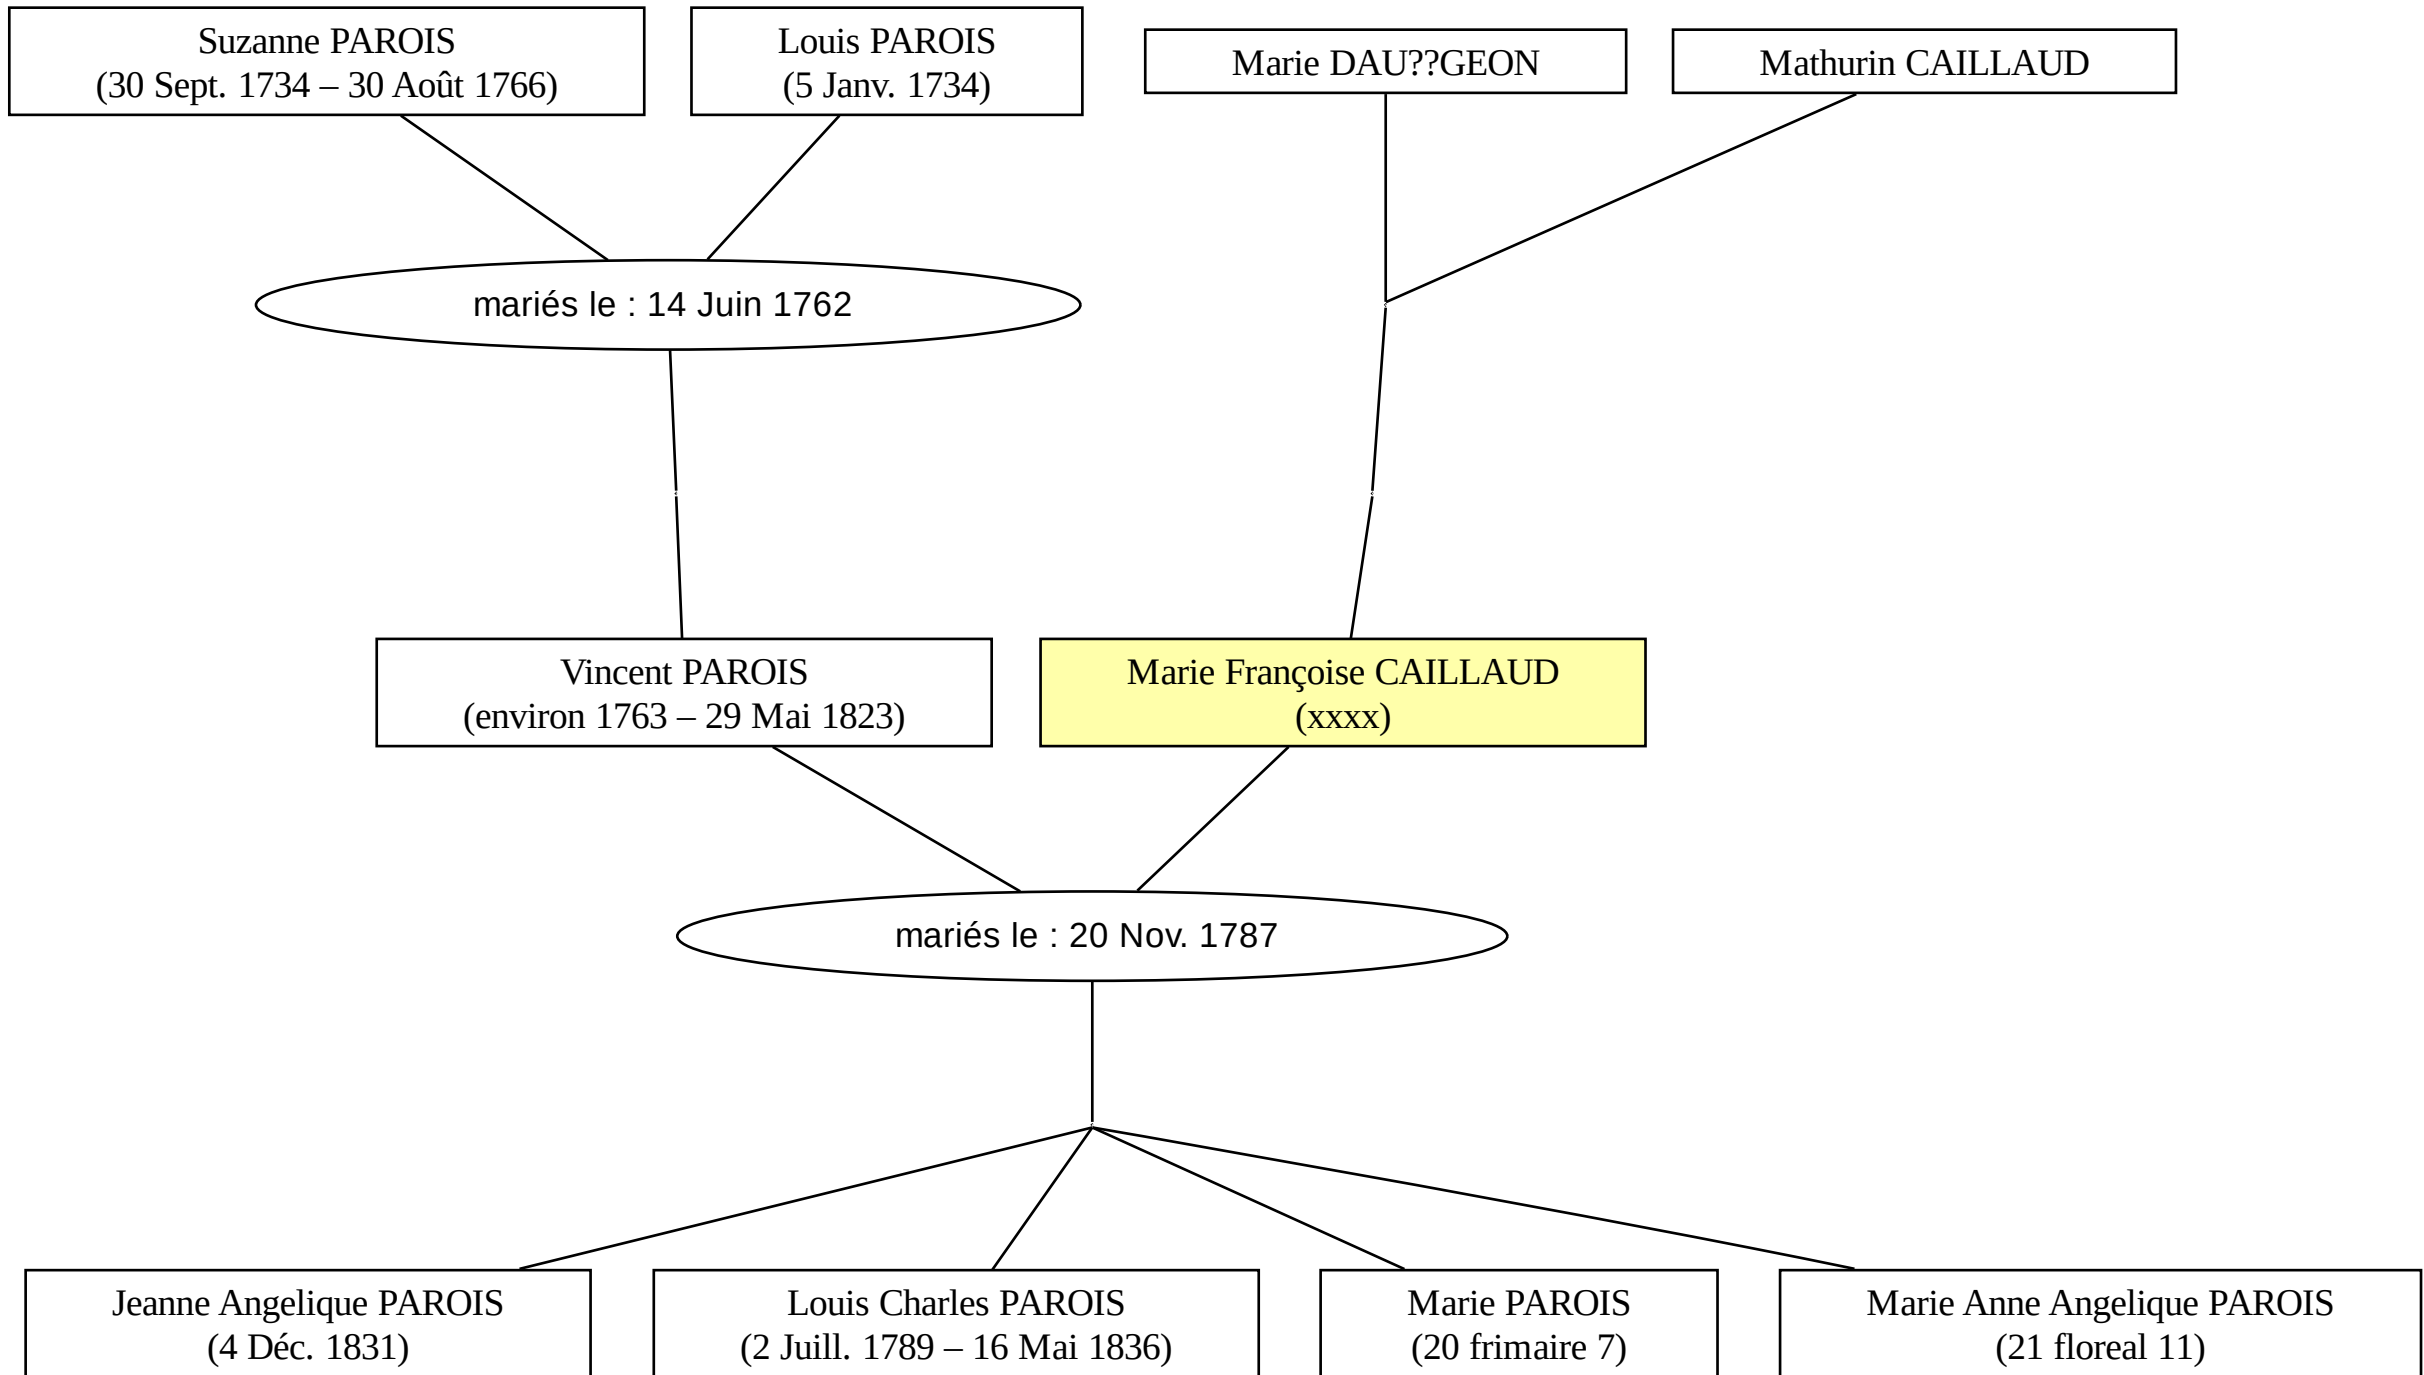 Suzanne PAROIS
(30 Sept. 1734 – 30 Août 1766)
Louis PAROIS
(5 Janv. 1734)
Marie DAU??GEON
Mathurin CAILLAUD
mariés le : 14 Juin 1762
Vincent PAROIS
(environ 1763 – 29 Mai 1823)
Marie Françoise CAILLAUD
(xxxx)
mariés le : 20 Nov. 1787
Jeanne Angelique PAROIS
(4 Déc. 1831)
Louis Charles PAROIS
(2 Juill. 1789 – 16 Mai 1836)
Marie PAROIS
(20 frimaire 7)
Marie Anne Angelique PAROIS
(21 floreal 11)